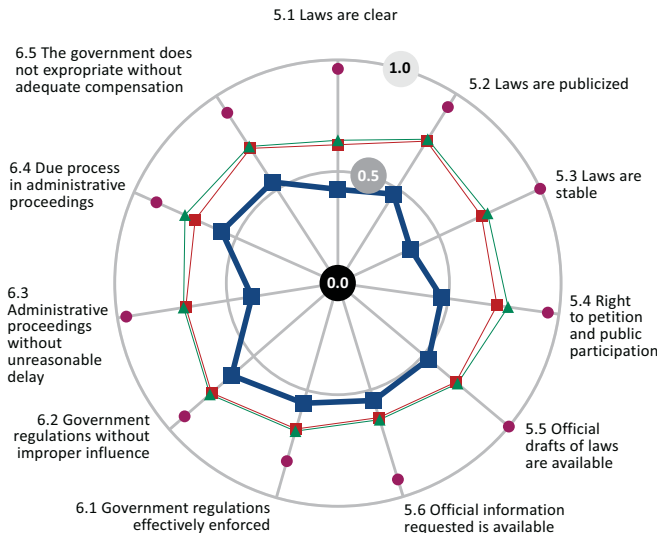 5.1 Laws are clear
6.5 The government does
not expropriate without
adequate compensation
1.0
5.2 Laws are publicized
6.4 Due process
in administrative
proceedings
0.5
5.3 Laws are
stable
0.0
6.3
Administrative
proceedings
without
unreasonable
delay
5.4 Right
to petition
and public
participation
6.2 Government
regulations without
improper influence
5.5 Official
drafts of laws
are available
6.1 Government regulations
effectively enforced
5.6 Official information
requested is available